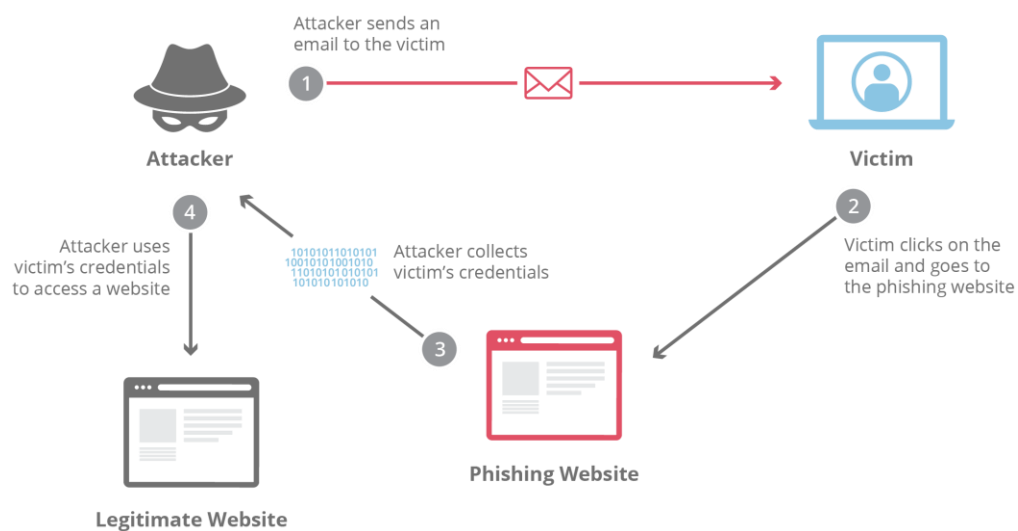 Attacker sends an
email to the victim
1
Attacker
Victim
4
Attacker uses
victim's credentials
to access a website
10101011010101
10010101001010
11010101010101
101010101010
Attacker collects
victim's credentials
2
Victim clicks on the
email and goes to
the phishing website
3
Phishing Website
Legitimate Website